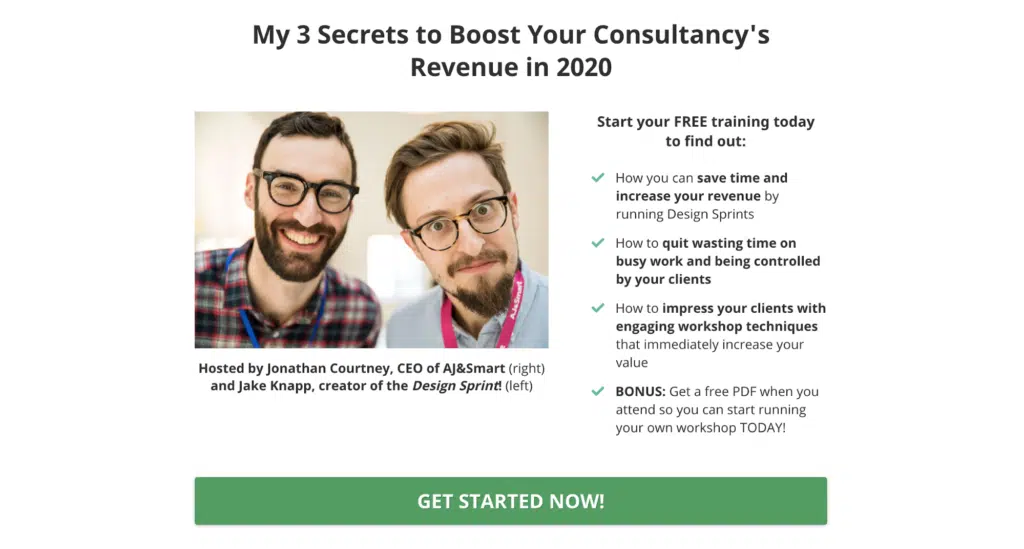 My 3 Secrets to Boost Your Consultancy's
Revenue in 2020
AJ&Smart
Hosted by Jonathan Courtney, CEO of AJ&Smart (right)
and Jake Knapp, creator of the Design Sprint! (left)
Start your FREE training today
to find out:
How you can save time and
increase your revenue by
running Design Sprints
How to quit wasting time on
busy work and being controlled
by your clients
How to impress your clients with
engaging workshop techniques
that immediately increase your
value
BONUS: Get a free PDF when you
attend so you can start running
your own workshop TODAY!
GET STARTED NOW!